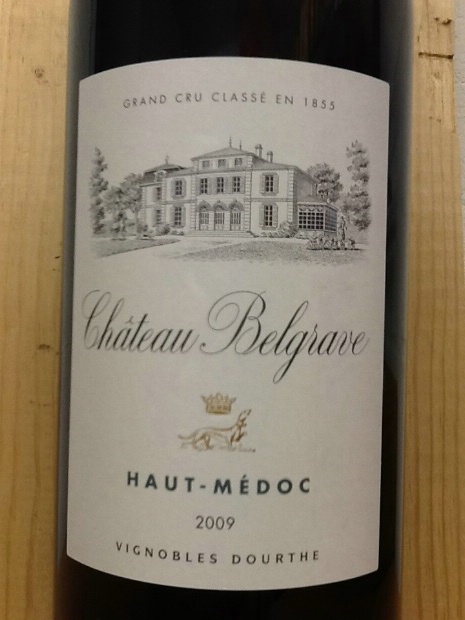 GRAND CRU CLASSÉ EN 1855
Château Belgrave
HAUT-MÉDOC
2009
VIGNOBLES DOURTHE